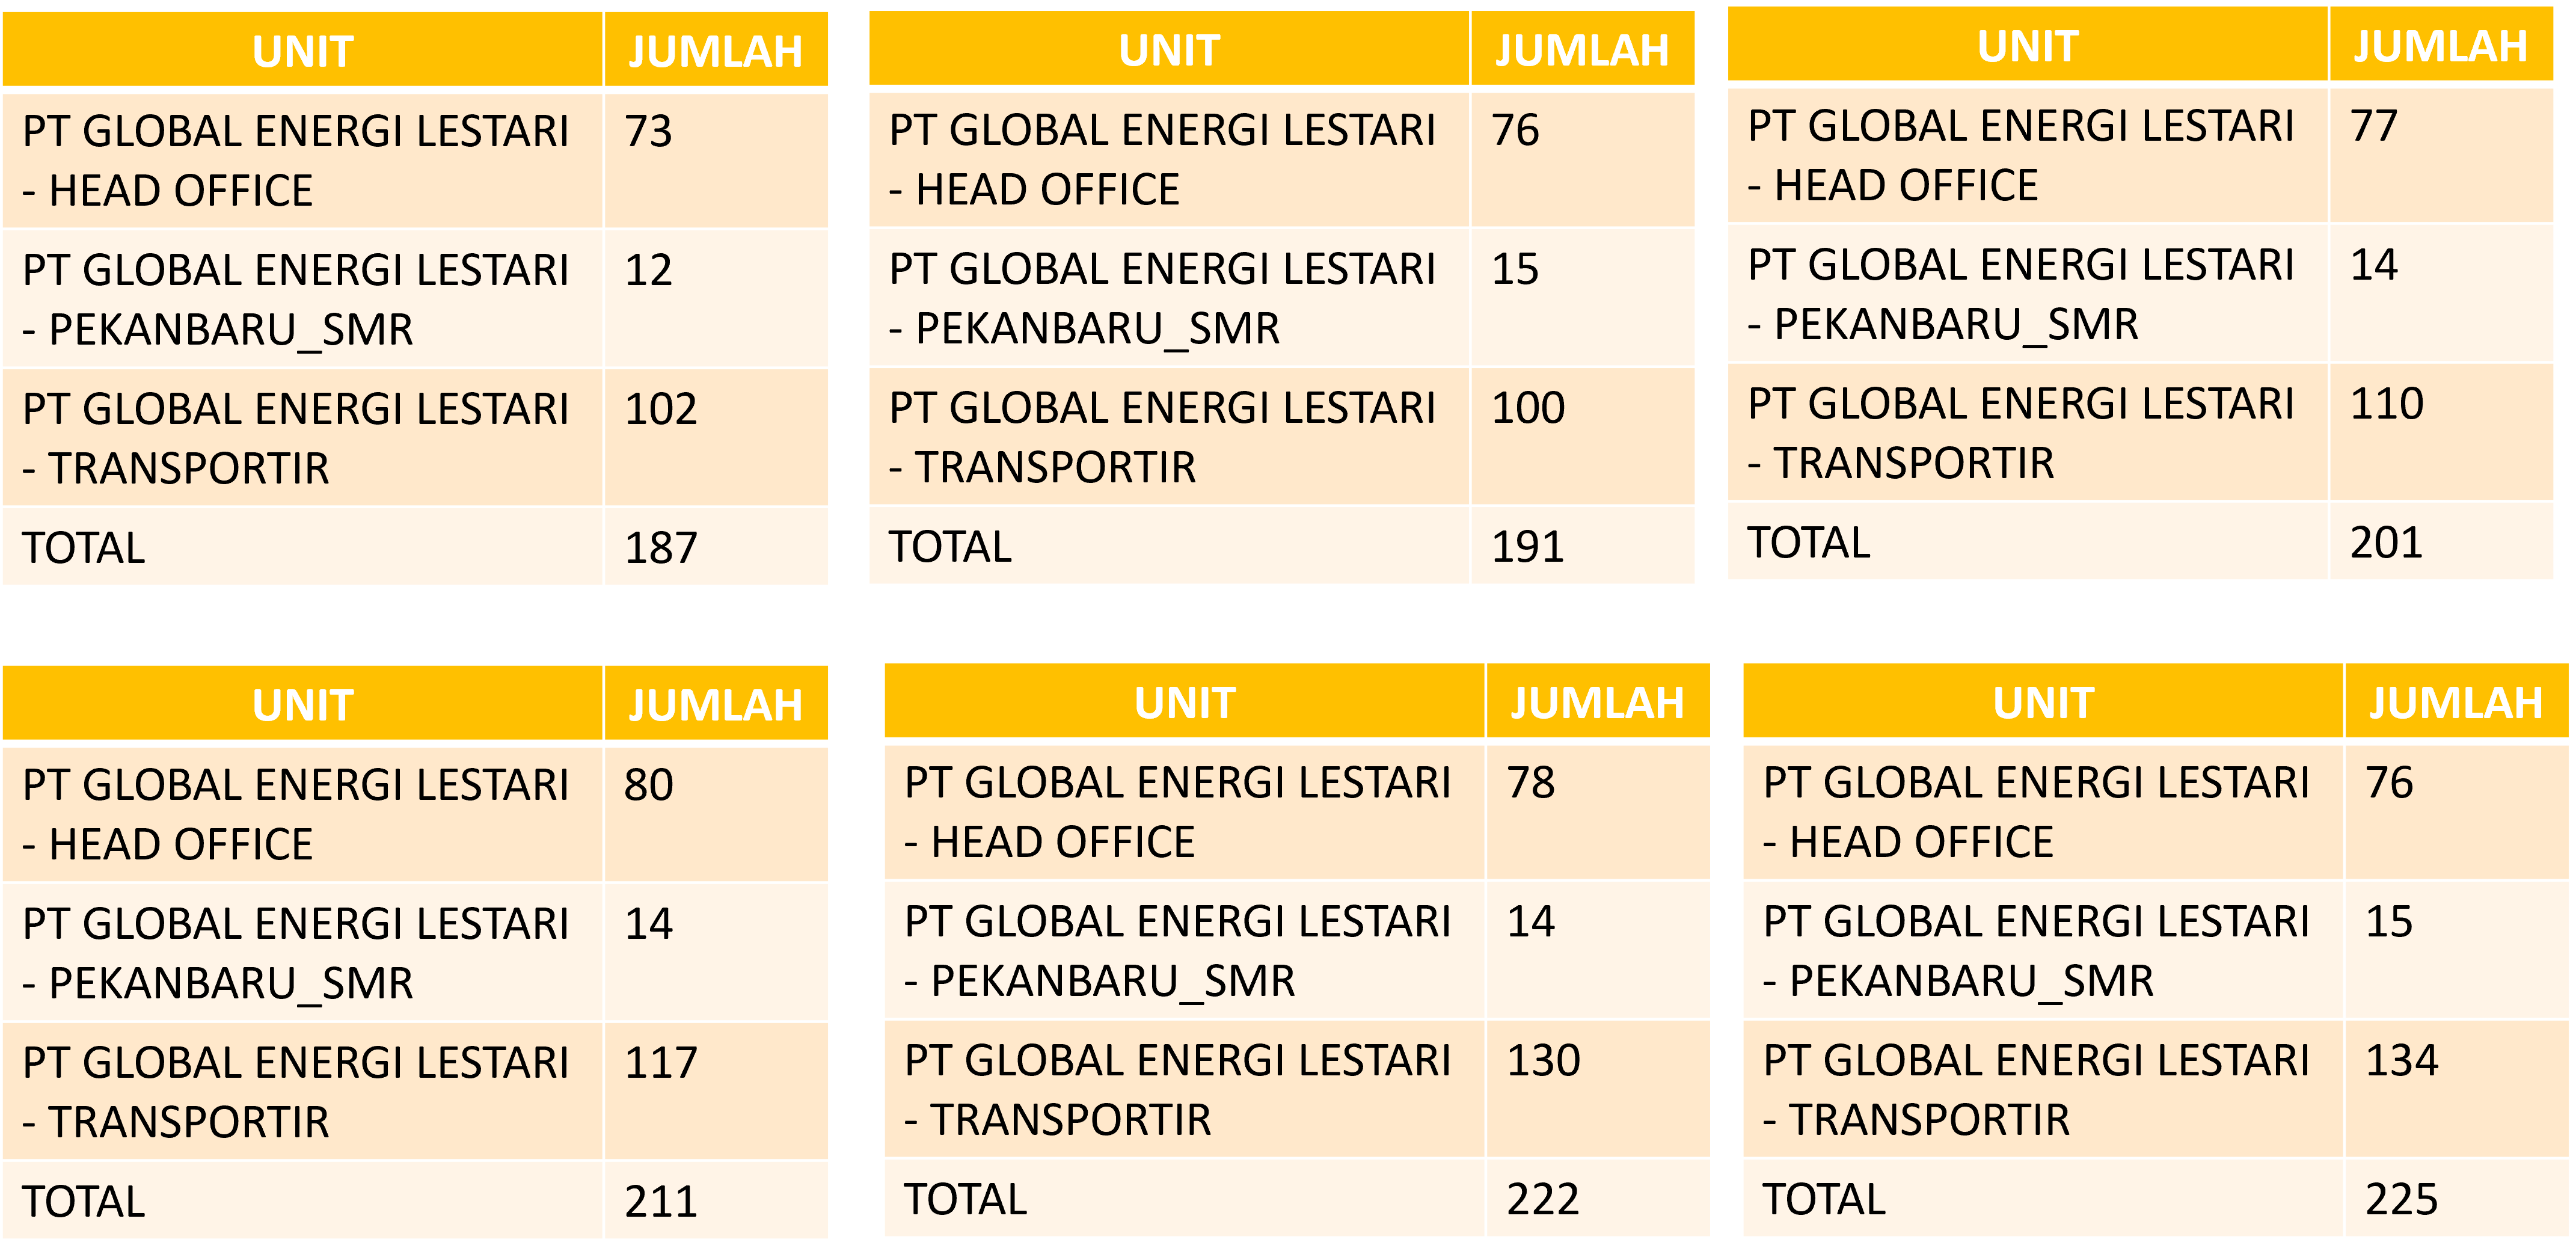 UNIT JUMLAH
PT GLOBAL ENERGI LESTARI 73
- HEAD OFFICE
PT GLOBAL ENERGI LESTARI 12
- PEKANBARU_SMR
PT GLOBAL ENERGI LESTARI 102
- TRANSPORTIR
TOTAL 187
UNIT JUMLAH
PT GLOBAL ENERGI LESTARI 76
- HEAD OFFICE
PT GLOBAL ENERGI LESTARI 15
- PEKANBARU_SMR
PT GLOBAL ENERGI LESTARI 100
- TRANSPORTIR
TOTAL 191
UNIT JUMLAH
PT GLOBAL ENERGI LESTARI 77
- HEAD OFFICE
PT GLOBAL ENERGI LESTARI 14
- PEKANBARU_SMR
PT GLOBAL ENERGI LESTARI 110
- TRANSPORTIR
TOTAL 201
UNIT JUMLAH
PT GLOBAL ENERGI LESTARI 80
- HEAD OFFICE
PT GLOBAL ENERGI LESTARI 14
- PEKANBARU_SMR
PT GLOBAL ENERGI LESTARI 117
- TRANSPORTIR
TOTAL 211
UNIT JUMLAH
PT GLOBAL ENERGI LESTARI 78
- HEAD OFFICE
PT GLOBAL ENERGI LESTARI 14
- PEKANBARU_SMR
PT GLOBAL ENERGI LESTARI 130
- TRANSPORTIR
TOTAL 222
UNIT JUMLAH
PT GLOBAL ENERGI LESTARI 76
- HEAD OFFICE
PT GLOBAL ENERGI LESTARI 15
- PEKANBARU_SMR
PT GLOBAL ENERGI LESTARI 134
- TRANSPORTIR
TOTAL 225